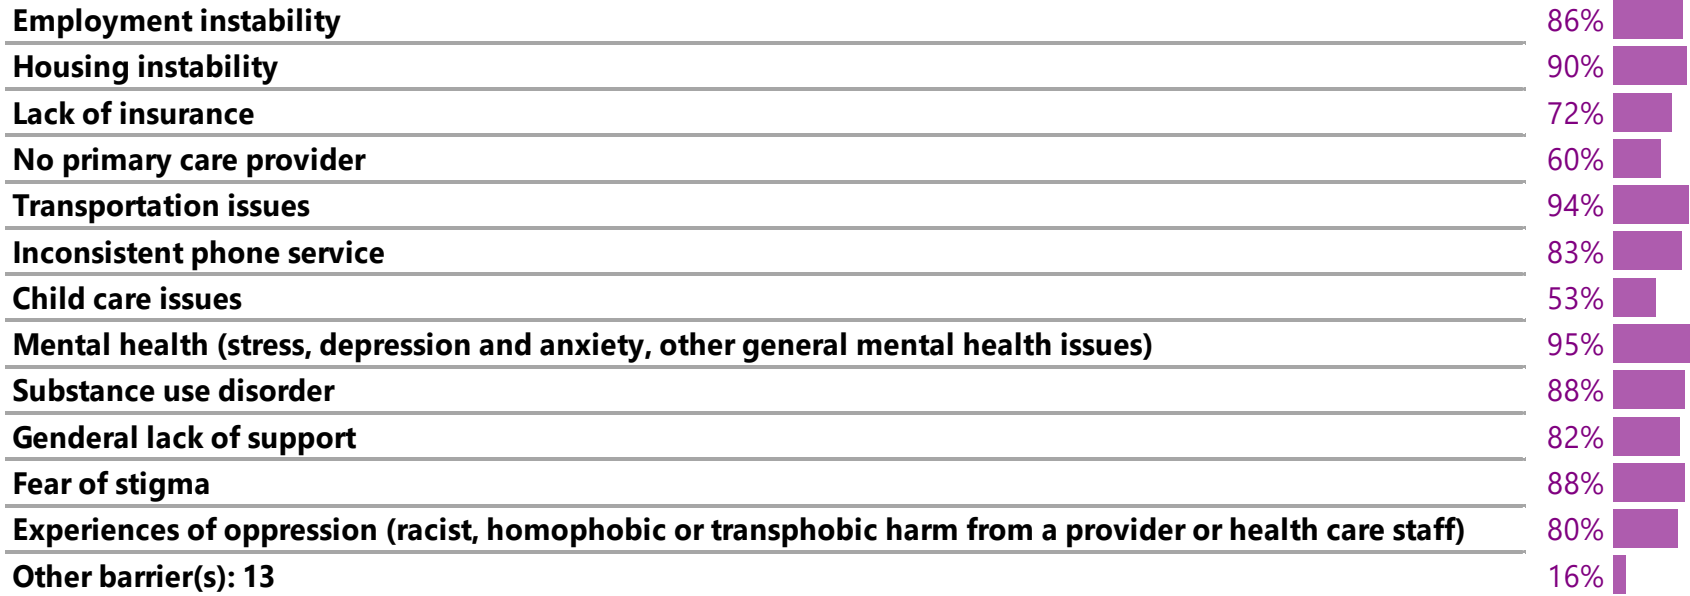 Employment instability 86%
Housing instability 90%
Lack of insurance 72%
No primary care provider 60%
Transportation issues 94%
Inconsistent phone service 83%
Child care issues 53%
Mental health (stress, depression and anxiety, other general mental health issues) 95%
Substance use disorder 88%
Genderal lack of support 82%
Fear of stigma 88%
Experiences of oppression (racist, homophobic or transphobic harm from a provider or health care staff) 80%
Other barrier(s): 13 16%